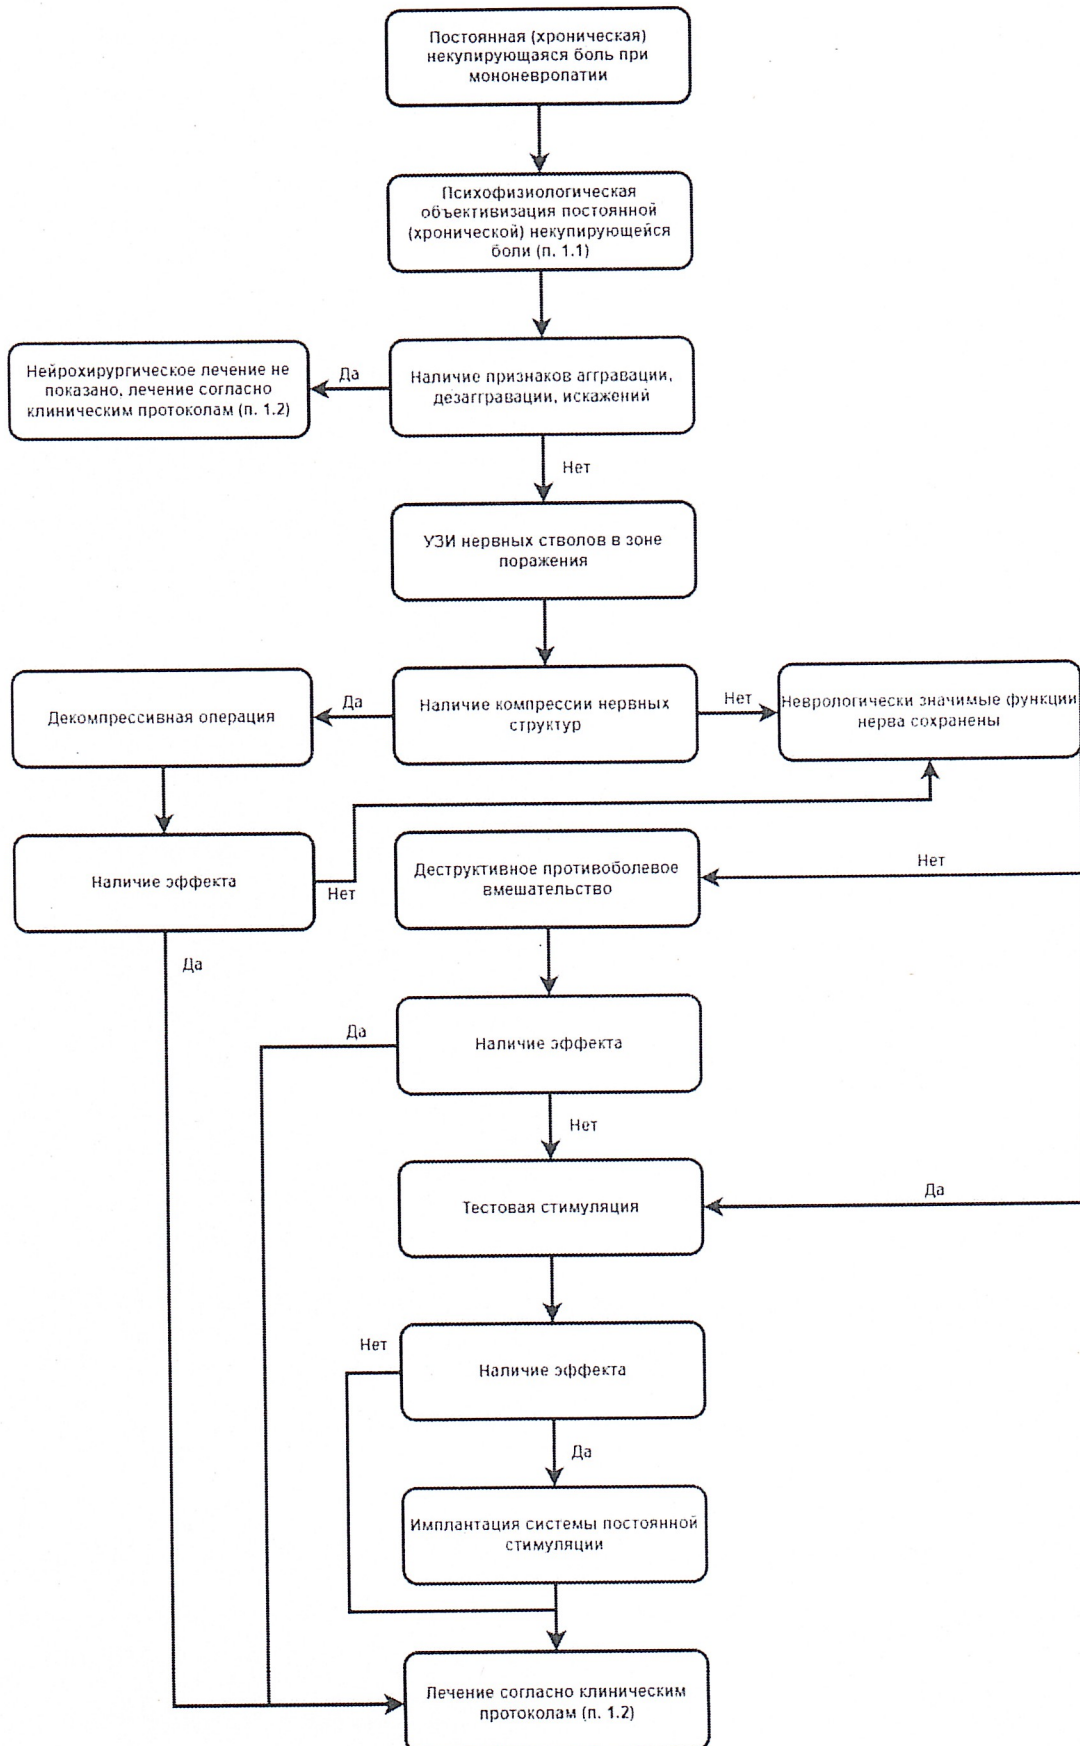 Постоянная (хроническая)
некупирующаяся боль при
мононевропатии
Психофизиологическая
объективизация постоянной
(хронической) некупирующейся
боли (п. 1.1)
Нейрохирургическое лечение не
показано, лечение согласно
клиническим протоколам (п. 1.2)
Да
Наличие признаков аггравации,
дезаггравации, искажений
Нет
УЗИ нервных стволов в зоне
поражения
Декомпрессивная операция
Да
Наличие компрессии нервных
структур
Нет
Неврологически значимые функции
нерва сохранены
Наличие эффекта
Нет
Да
Деструктивное противоболевое
вмешательство
Нет
Да
Наличие эффекта
Нет
Тестовая стимуляция
Да
Нет
Наличие эффекта
Да
Имплантация системы постоянной
стимуляции
Лечение согласно клиническим
протоколам (п. 1.2)